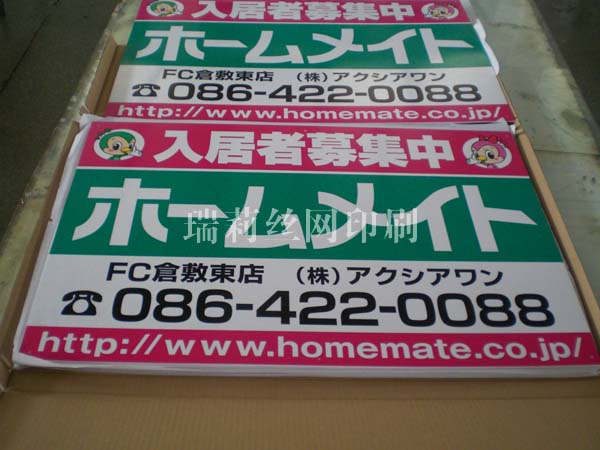 入居者募集中
ホームメイト
FC倉敷東店 (株)アクシアワン
☎086-422-0088
http://www.homemate.co.jp/
入居者募集中
ホームメイト
瑞莉丝网印刷
FC倉敷東店 (株)アクシアワン
☎086-422-0088
http://www.homemate.co.jp/